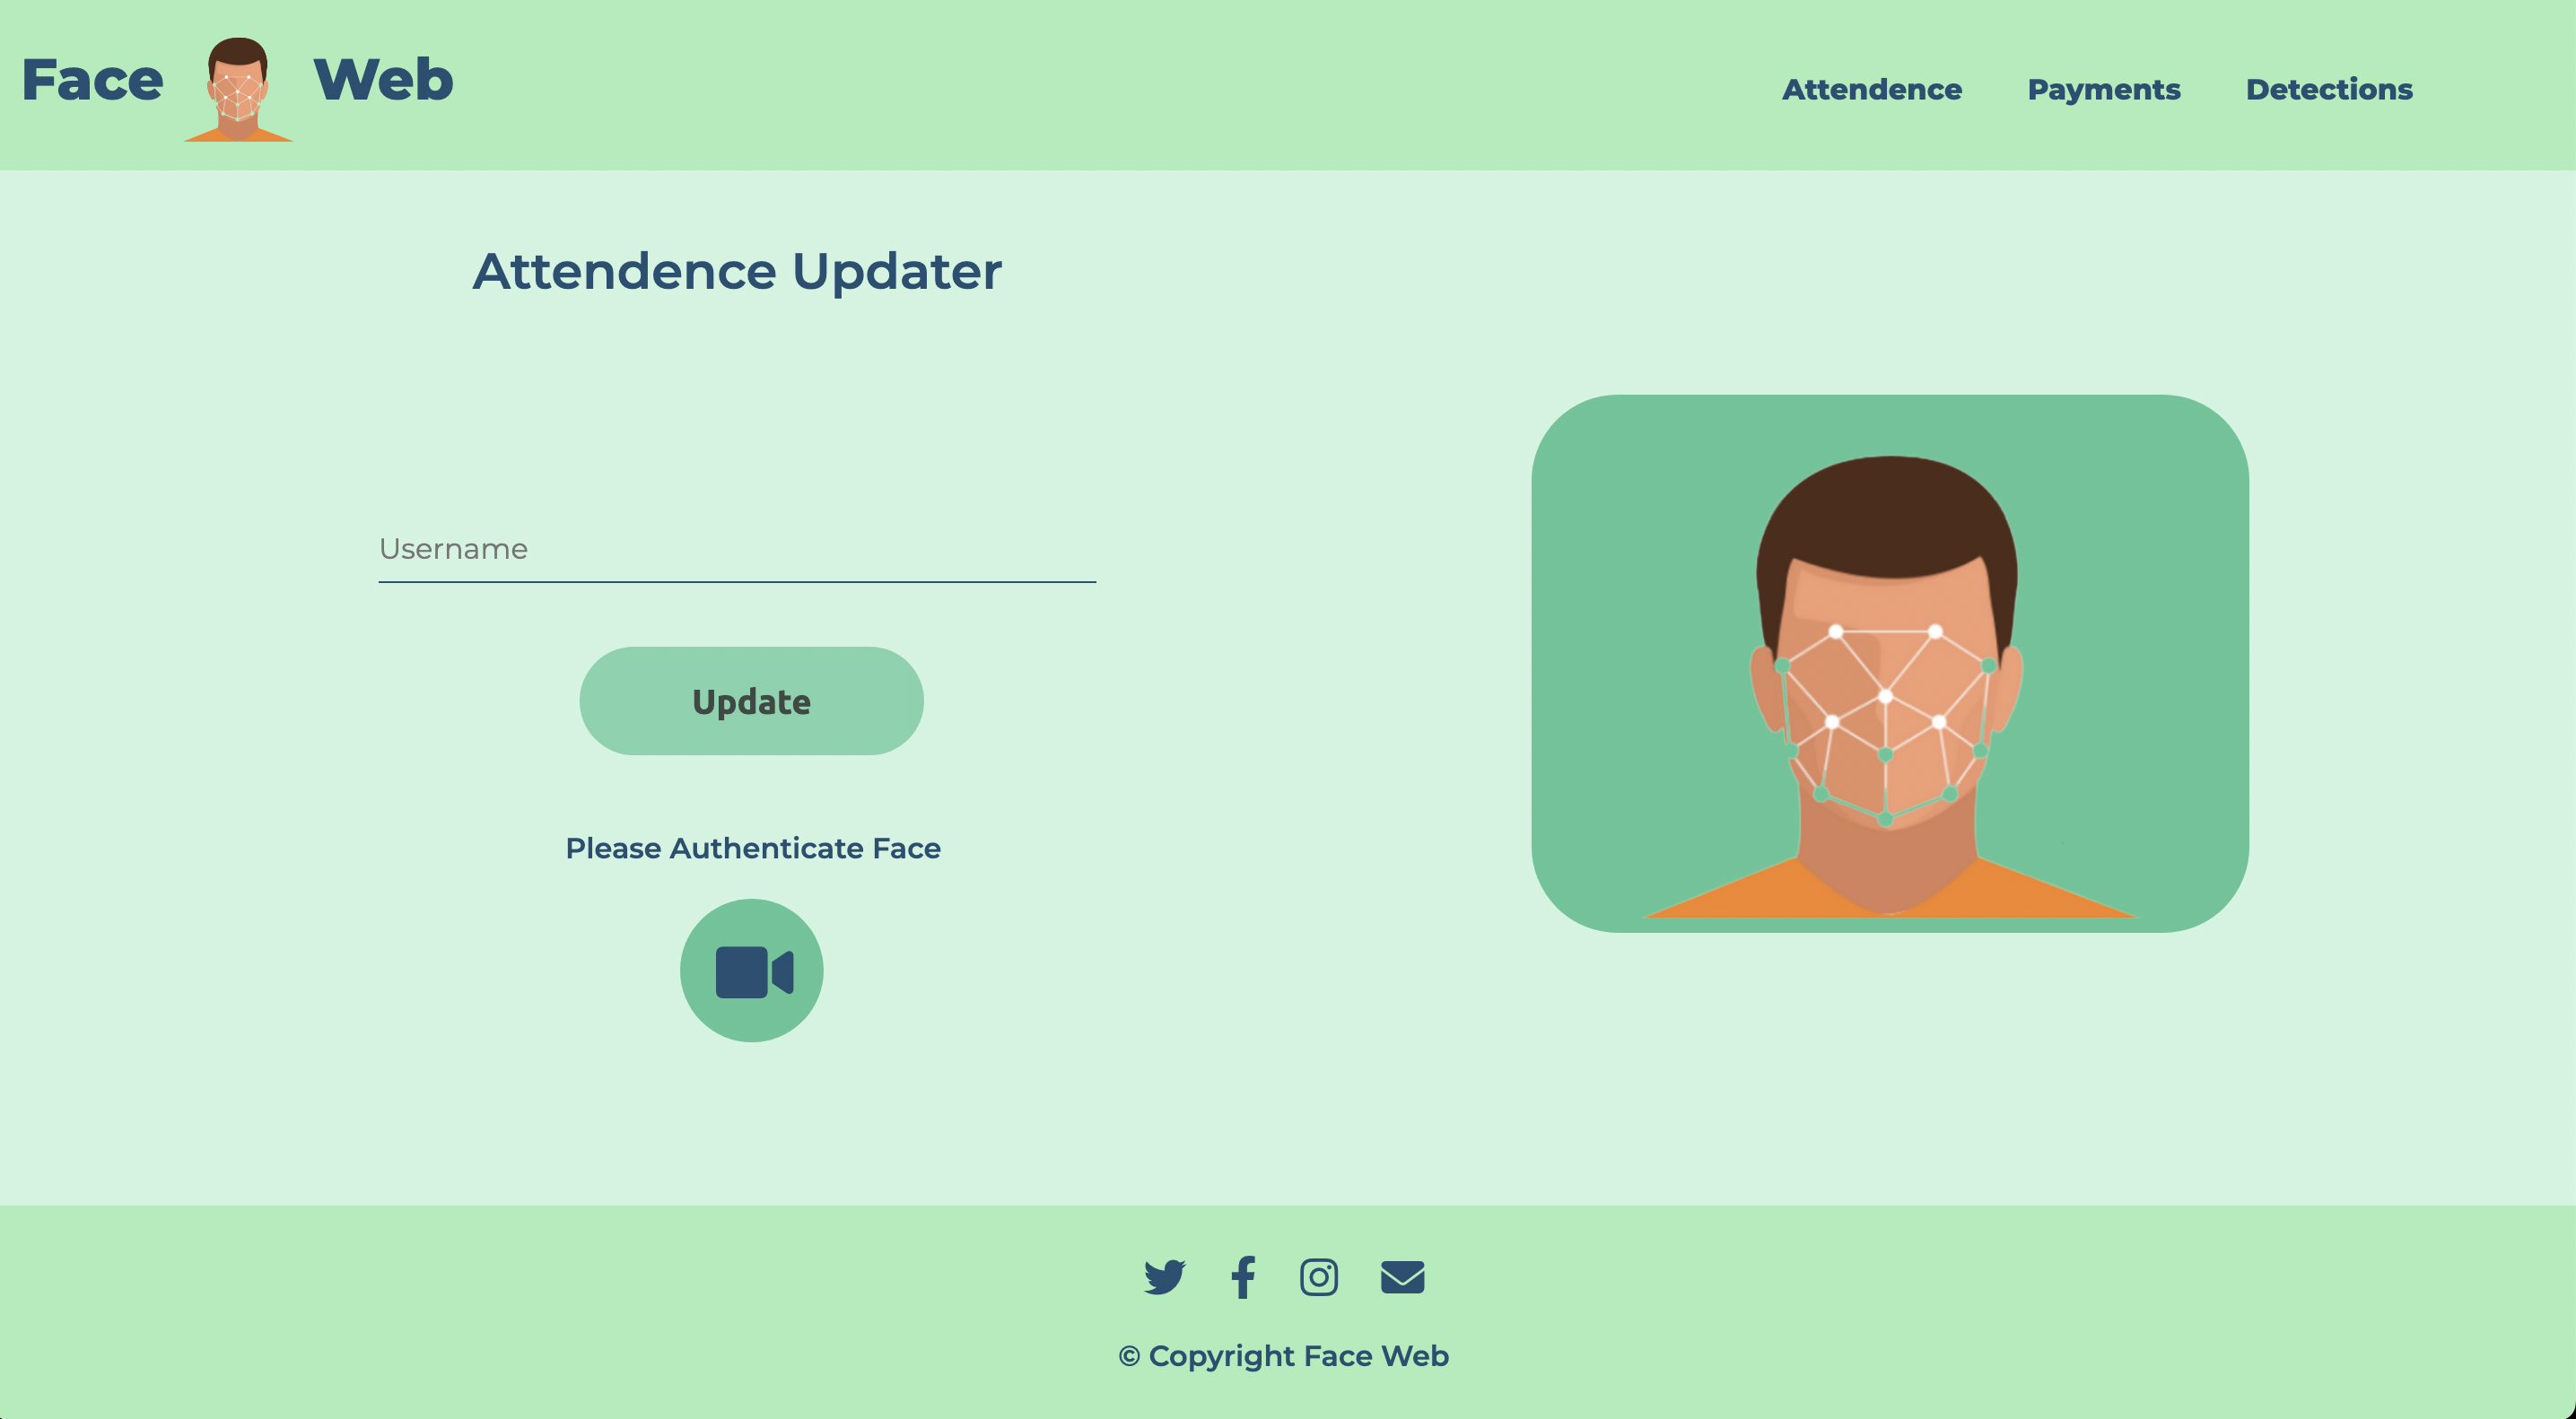 Face Web
Attendence Payments Detections
Attendence Updater
Username
Update
Please Authenticate Face
© Copyright Face Web